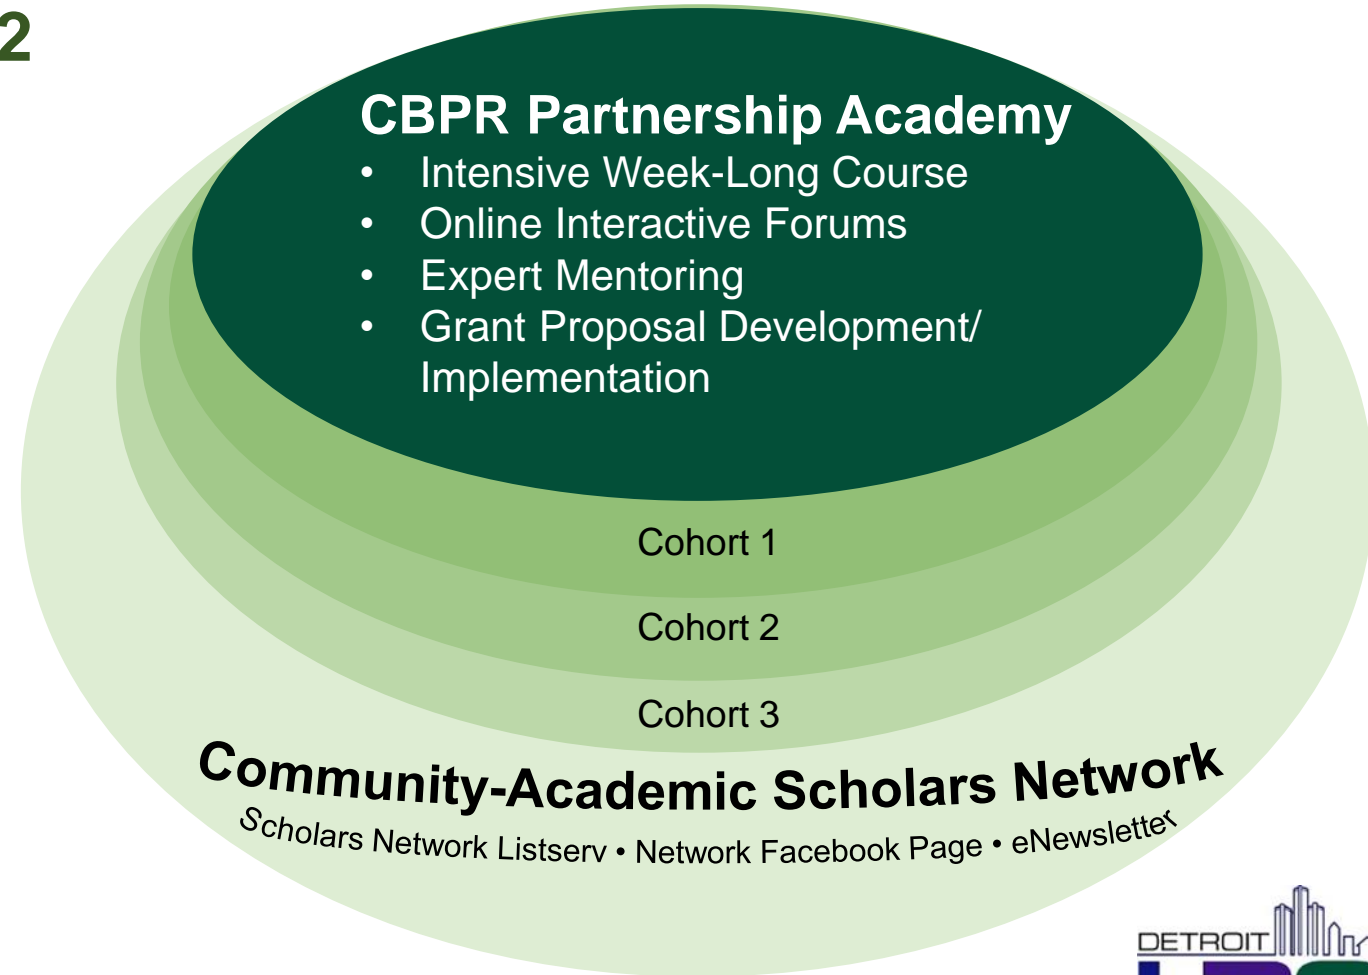 2
CBPR Partnership Academy
• Intensive Week-Long Course
• Online Interactive Forums
• Expert Mentoring
• Grant Proposal Development/
Implementation
Cohort 1
Cohort 2
Cohort 3
Community-Academic Scholars Network
Scholars Network Listserv • Network Facebook Page • eNewsletter
DETROIT